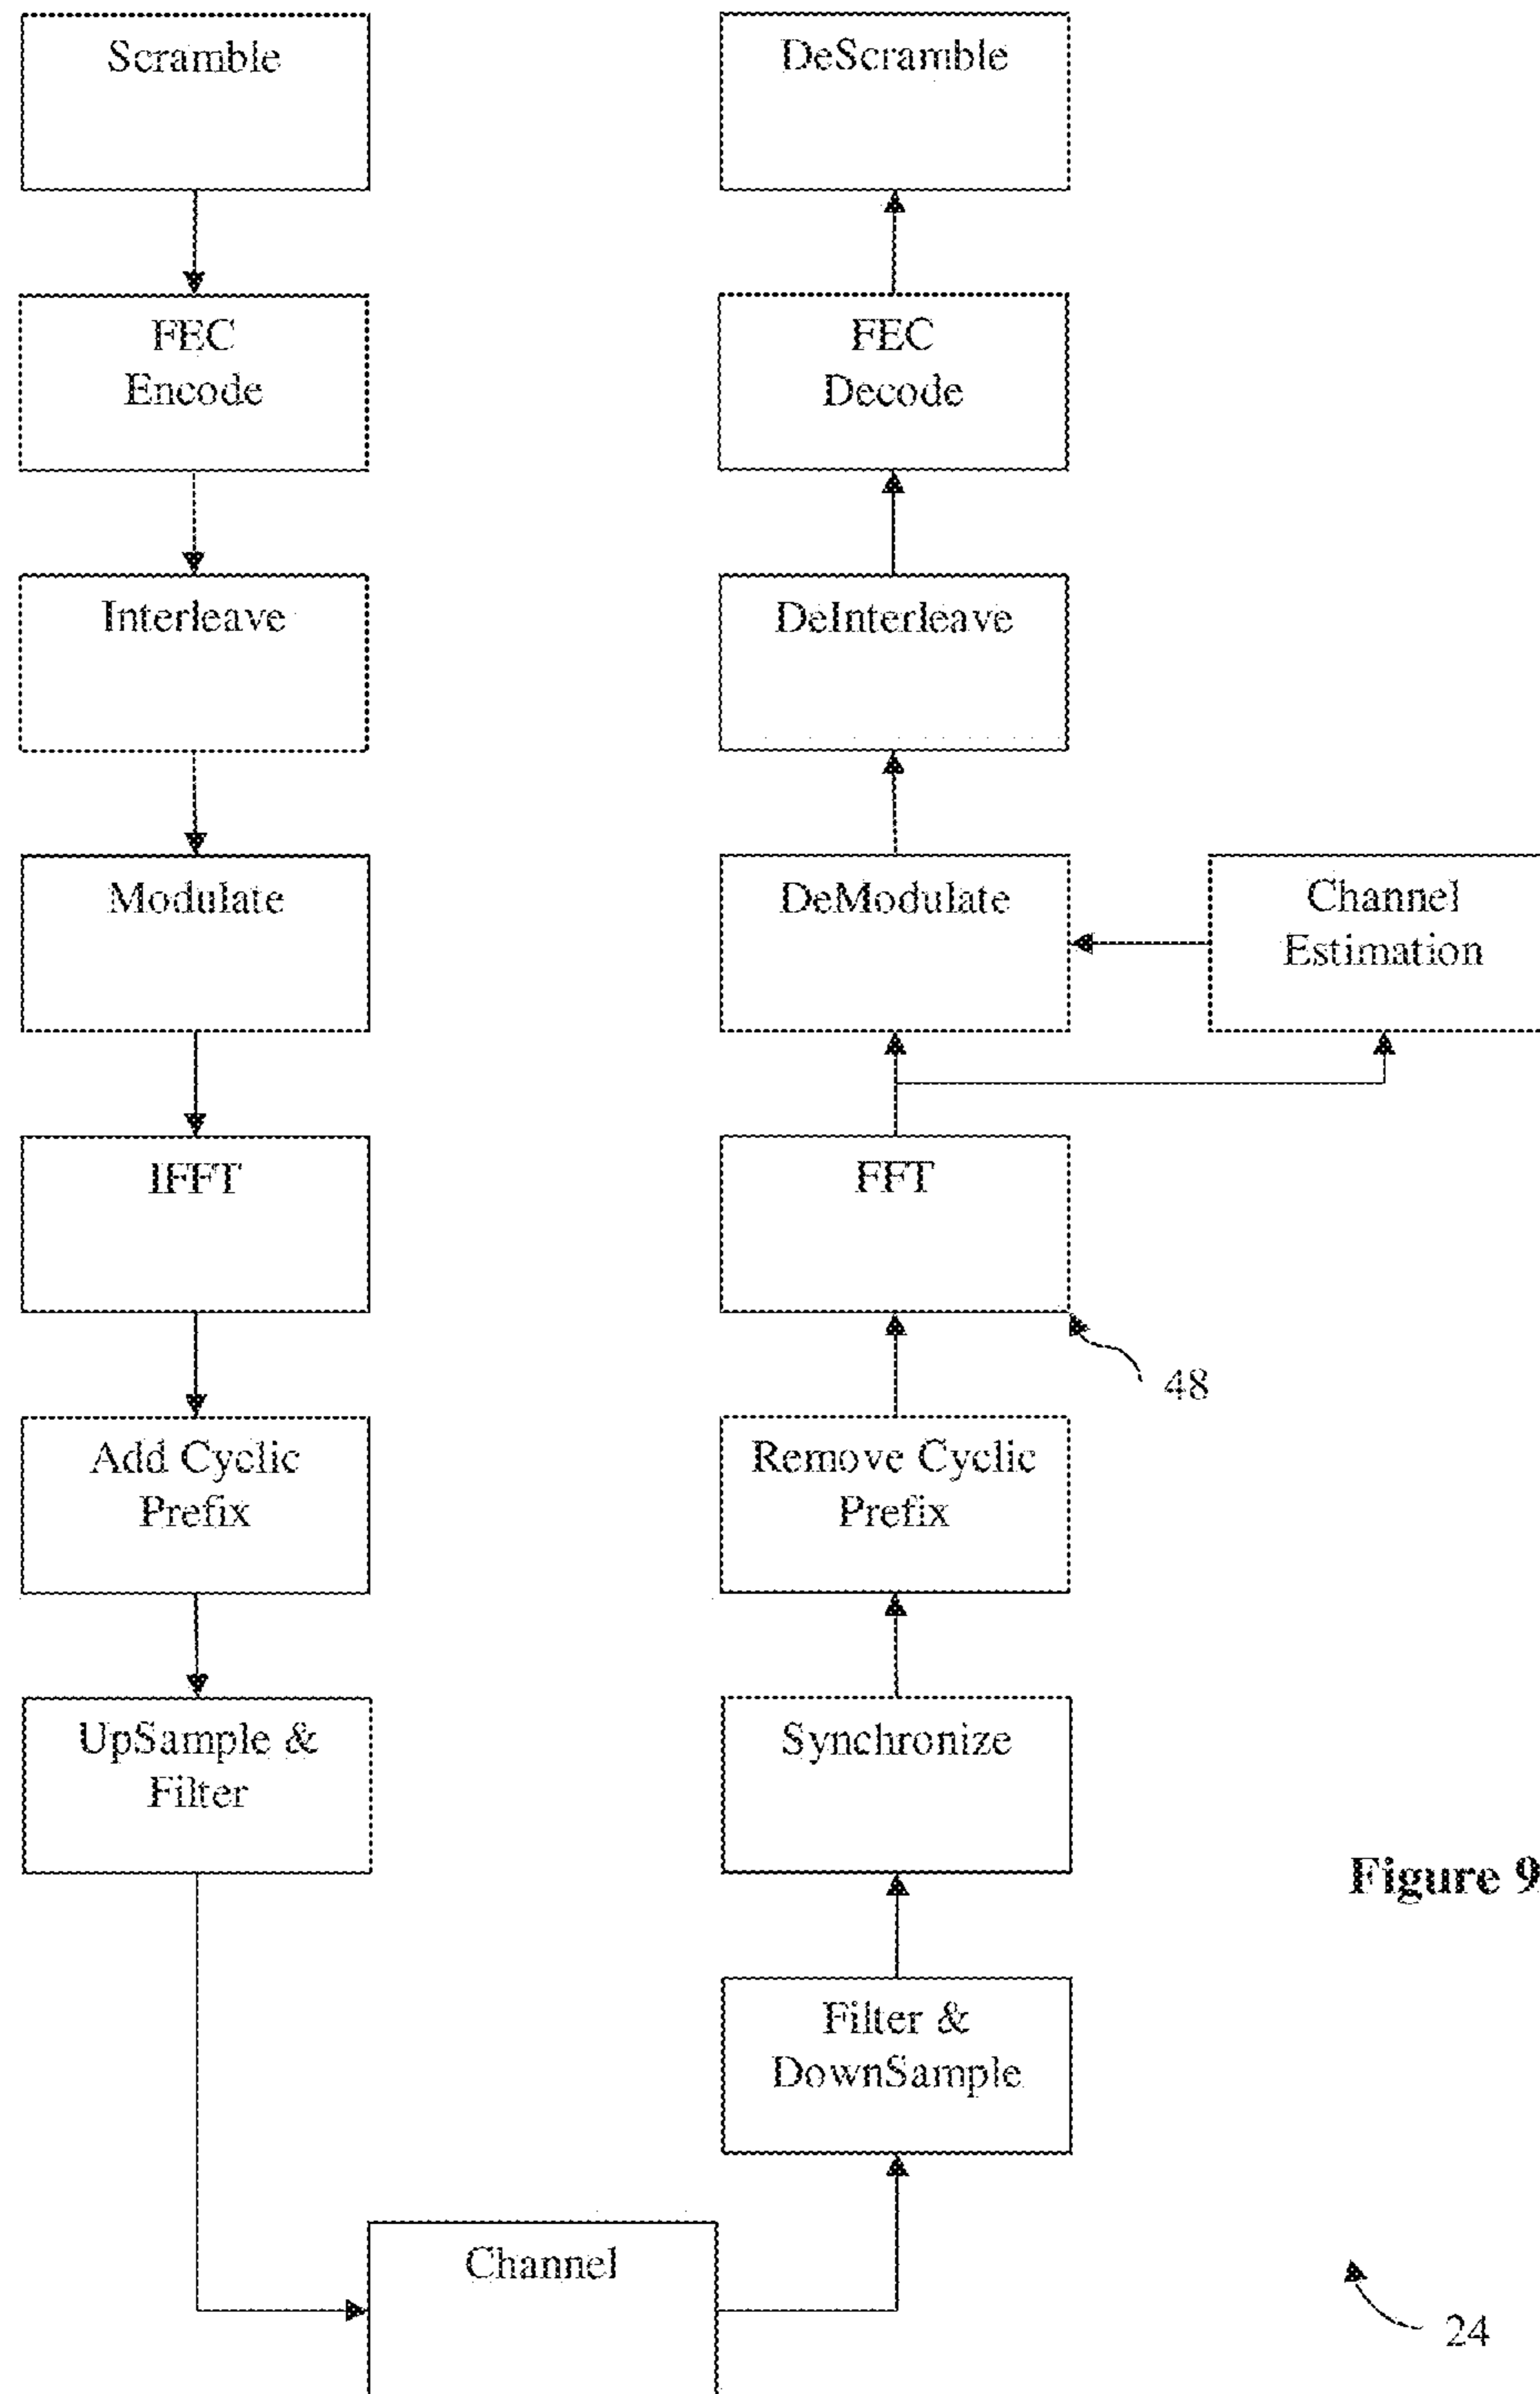 Scramble
FEC
Encode
Interleave
Modulate
IFFT
Add Cyclic
Prefix
UpSample &
Filter
Channel
DeScramble
FEC
Decode
DeInterleave
DeModulate
Channel
Estimation
FFT
48
Remove Cyclic
Prefix
Synchronize
Filter &
DownSample
Figure 9
24